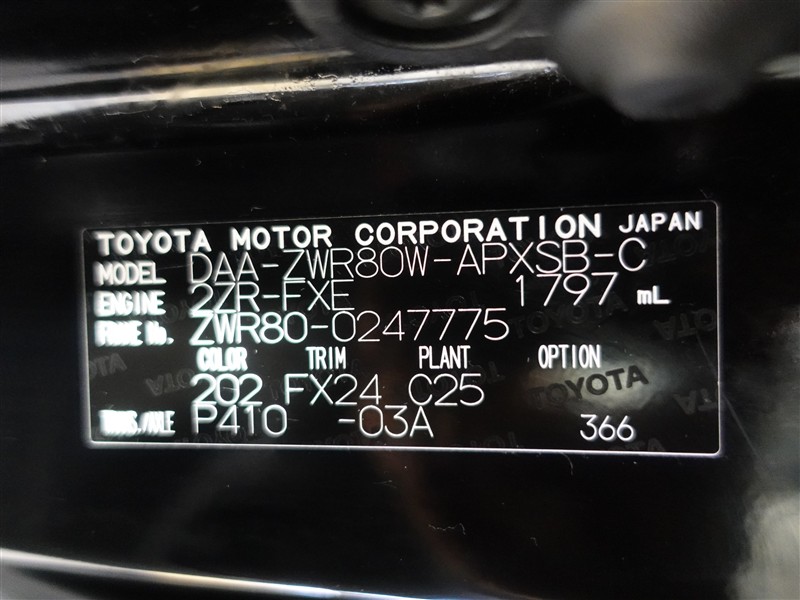 TOYOTA MOTOR CORPORATION JAPAN
MODEL DAA-ZWR80W-APXSB-C
ENGINE 2ZR-FXE 1797 mL
FRAME No. ZWR80-0247775
COLOR TRIM PLANT OPTION
202 FX24 C25
TRANS./AXLE P410 -03A 366
TOYOTA